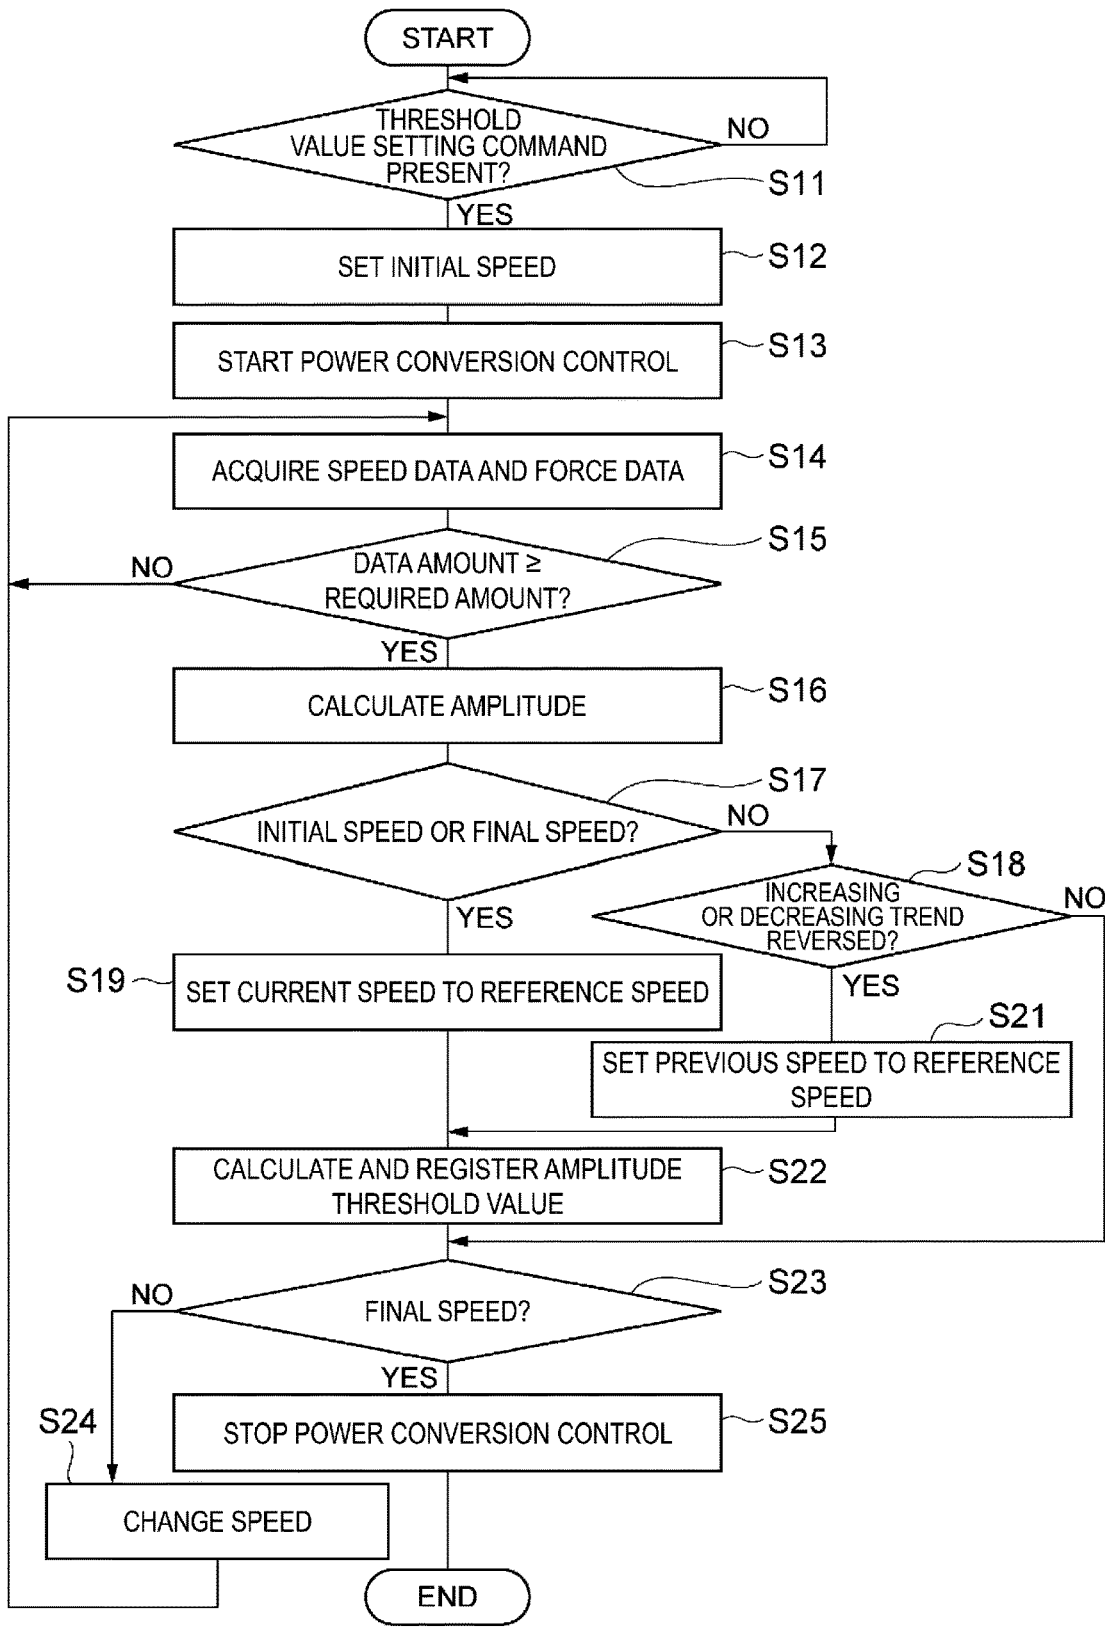 START
THRESHOLD
VALUE SETTING COMMAND
PRESENT?
NO
S11
YES
SET INITIAL SPEED
S12
START POWER CONVERSION CONTROL
S13
ACQUIRE SPEED DATA AND FORCE DATA
S14
DATA AMOUNT ≥
REQUIRED AMOUNT?
S15
NO
YES
CALCULATE AMPLITUDE
S16
INITIAL SPEED OR FINAL SPEED?
S17
NO
YES
INCREASING
OR DECREASING TREND
REVERSED?
S18
NO
YES
S19
SET CURRENT SPEED TO REFERENCE SPEED
S21
SET PREVIOUS SPEED TO REFERENCE
SPEED
CALCULATE AND REGISTER AMPLITUDE
THRESHOLD VALUE
S22
FINAL SPEED?
S23
NO
YES
STOP POWER CONVERSION CONTROL
S25
S24
CHANGE SPEED
END